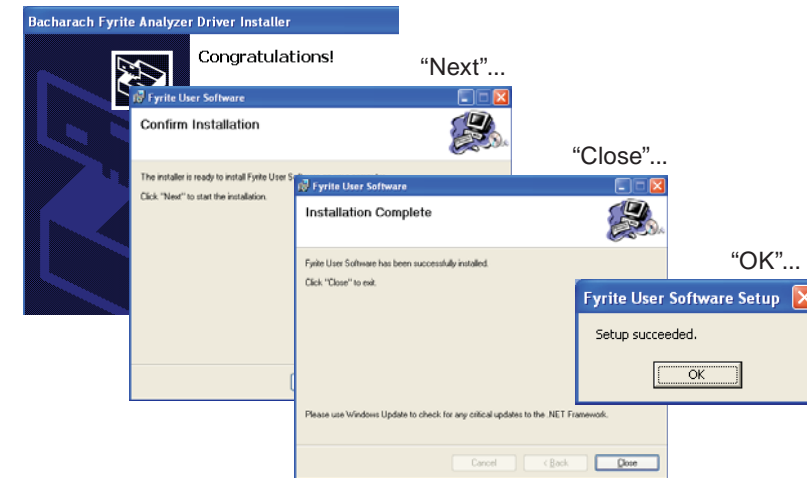 Bacharach Fyrite Analyzer Driver Installer
Congratulations!
“Next”...
Fyrite User Software
Confirm Installation
The installer is ready to install Fyrite User
Click "Next" to start the installation.
“Close”...
Fyrite User Software
Installation Complete
Fyrite User Software has been successfully installed.
Click "Close" to exit.
Please use Windows Update to check for any critical updates to the .NET Framework.
Cancel
< Back
Close
“OK”...
Fyrite User Software Setup
Setup succeeded.
OK